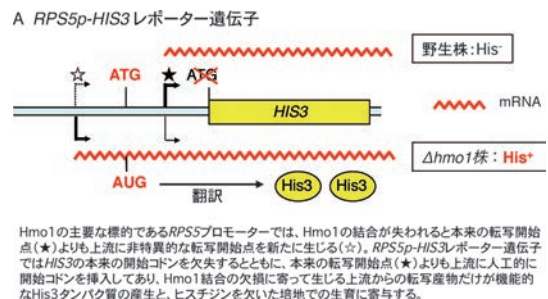 A RPS5p-HIS3レポーター遺伝子
野生株：His-
☆ ATG ★ ATG
HIS3
mRNA
Δhmo1株：His+
AUG 翻訳 His3 His3
Hmo1の主要な標的であるRPS5プロモーターでは、Hmo1の結合が失われると本来の転写開始
点(★)よりも上流に非特異的な転写開始点を新たに生じる(☆)。RPS5p-HIS3レポーター遺伝子
ではHIS3の本来の開始コドンを欠失するとともに、本来の転写開始点(★)よりも上流に人工的に
開始コドンを挿入してあり、Hmo1結合の欠損に寄って生じる上流からの転写産物だけが機能的
なHis3タンパク質の産生と、ヒスチジンを欠いた培地での生育に寄与する。